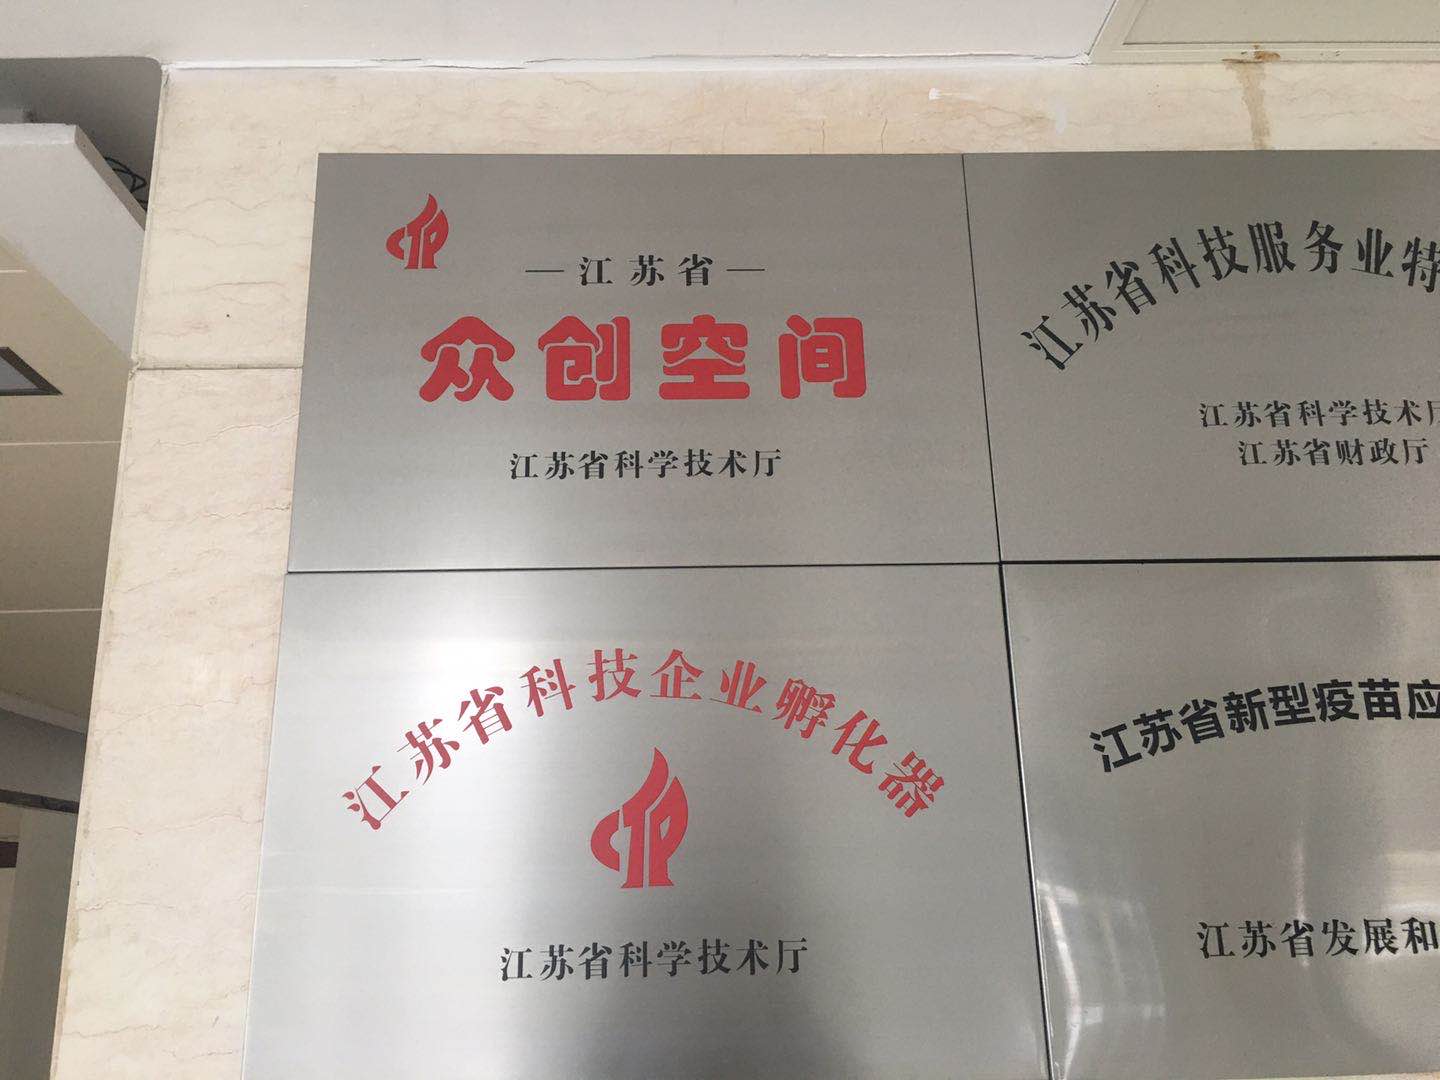 —江苏省—
众创空间
江苏省科学技术厅
江苏省科技服务业特
江苏省科学技术厅
江苏省财政厅
江苏省科技企业孵化器
江苏省科学技术厅
江苏省新型疫苗应
江苏省发展和